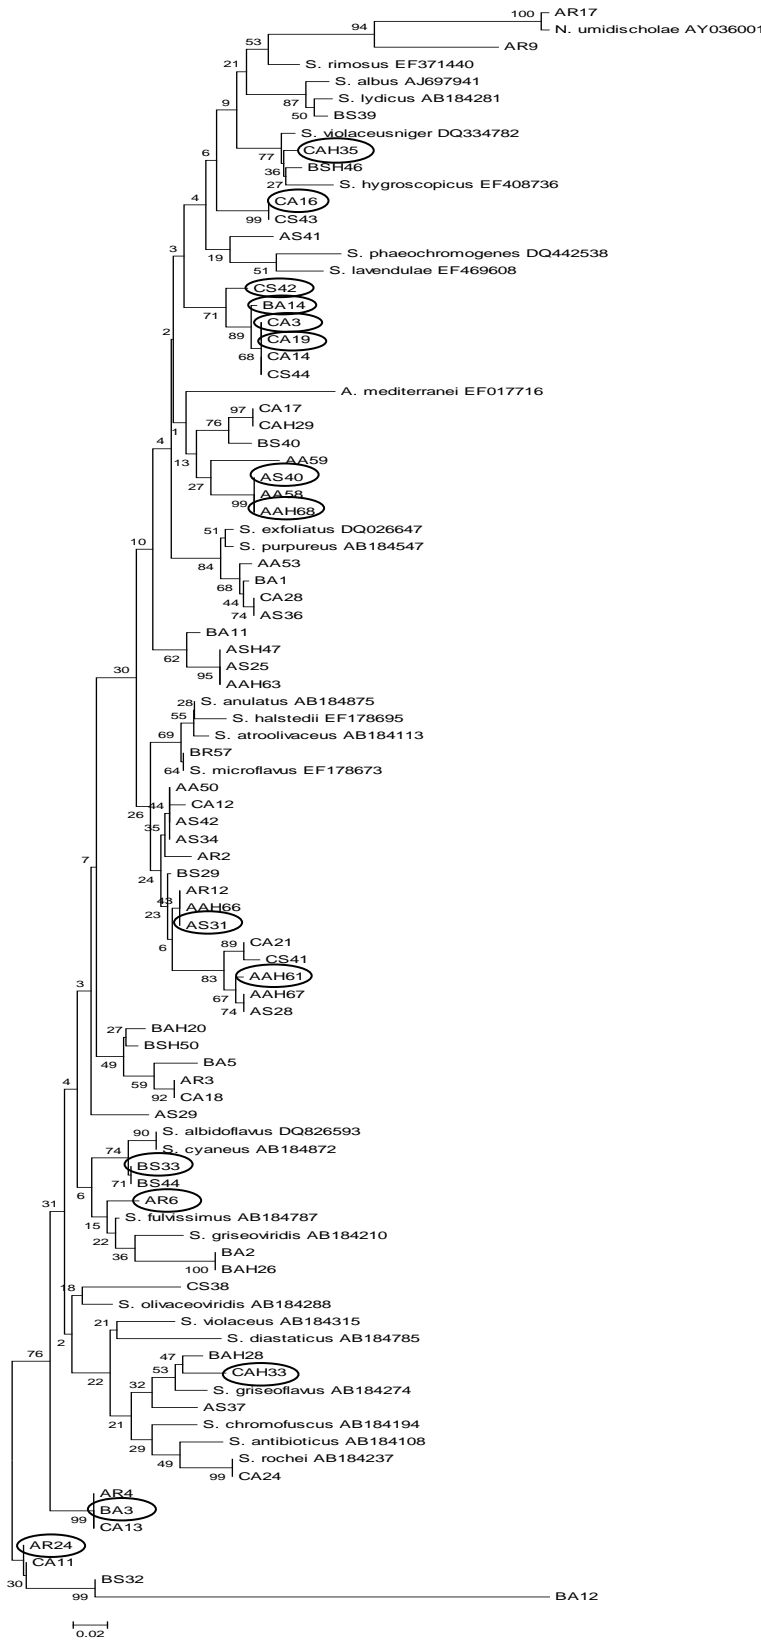 100
AR17
N. umidischolae AY036001
94
AR9
53
S. rimosus EF371440
21
S. albus AJ697941
S. lydicus AB184281
87
BS39
50
9
S. violaceusniger DQ334782
CAH35
77
BSH46
36
S. hygroscopicus EF408736
27
6
CA16
CS43
99
4
AS41
S. phaeochromogenes DQ442538
19
S. lavendulae EF469608
51
3
CS42
BA14
71
CA3
89
CA19
CA14
68
CS44
2
A. mediterranei EF017716
97
CA17
CAH29
76
BS40
1
4
13
AA59
AS40
27
AA58
99
AAH68
51
S. exfoliatus DQ026647
S. purpureus AB184547
10
AA53
84
BA1
68
CA28
44
AS36
74
BA11
ASH47
62
AS25
95
AAH63
30
28
S. anulatus AB184875
55
S. halstedii EF178695
S. atroolivaceus AB184113
69
BR57
64
S. microflavus EF178673
AA50
44
CA12
26
AS42
35
AS34
AR2
7
24
BS29
AR12
43
AAH66
23
AS31
89
CA21
6
CS41
83
AAH61
AAH67
67
AS28
74
3
27
BAH20
BSH50
49
BA5
AR3
59
CA18
92
4
AS29
90
S. albidoflavus DQ826593
74
S. cyaneus AB184872
BS33
71
BS44
6
AR6
31
15
S. fulvissimus AB184787
22
S. griseoviridis AB184210
36
BA2
100
BAH26
18
CS38
S. olivaceoviridis AB184288
21
S. violaceus AB184315
2
S. diastaticus AB184785
76
47
BAH28
53
CAH33
22
32
S. griseoflavus AB184274
AS37
21
S. chromofuscus AB184194
29
S. antibioticus AB184108
49
S. rochei AB184237
99
CA24
AR4
BA3
99
CA13
AR24
CA11
30
BS32
99
BA12
0.02